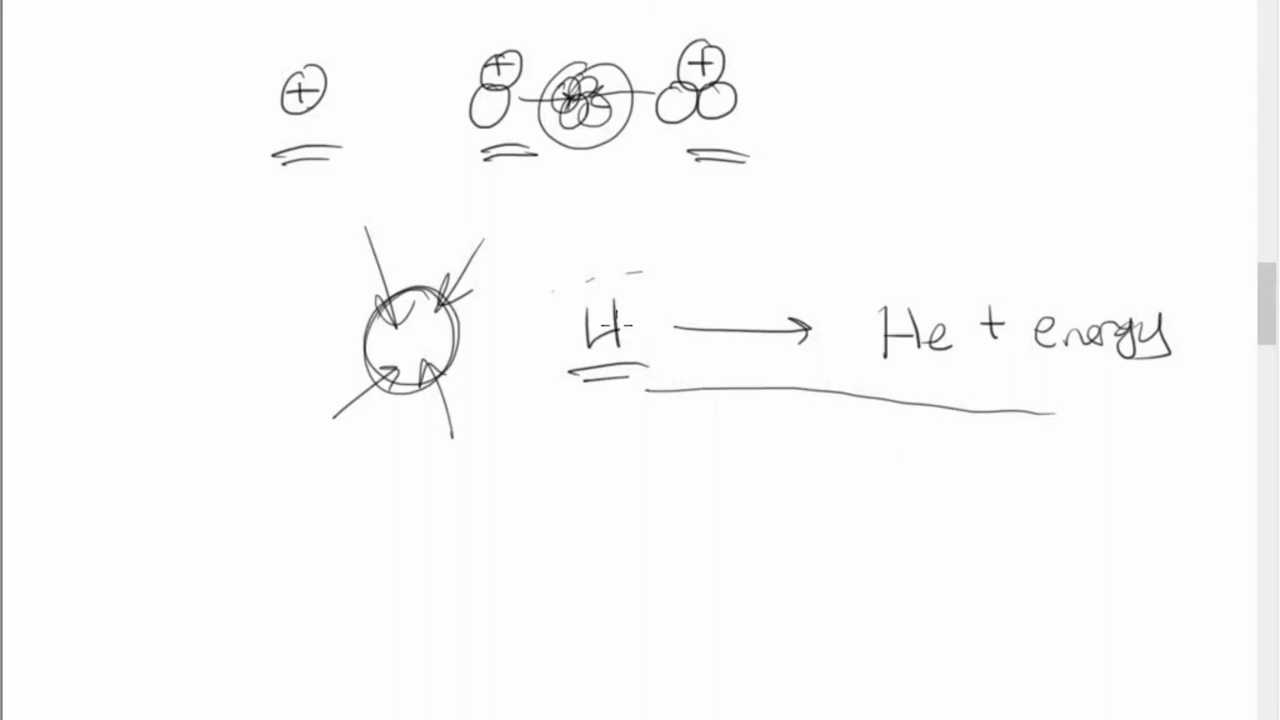 + + +
H → He + energy